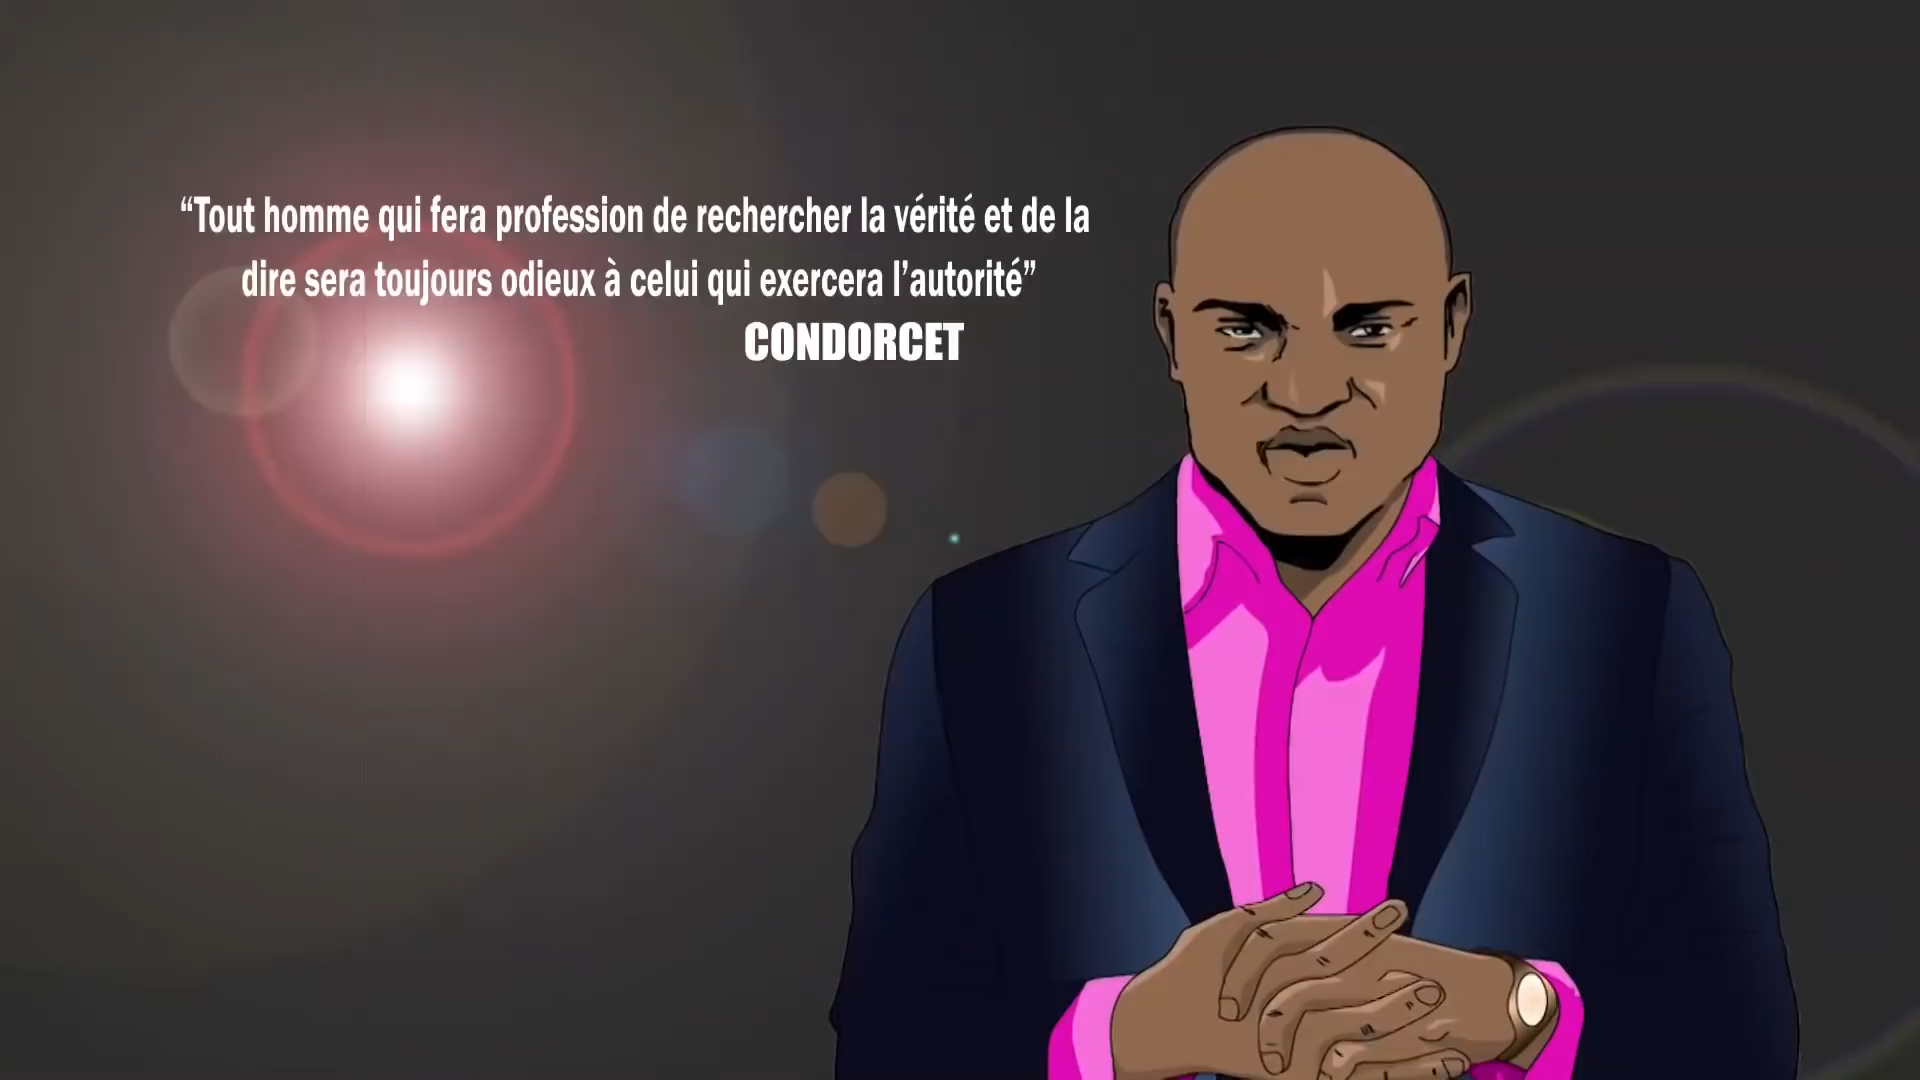 “Tout homme qui fera profession de rechercher la vérité et de la
dire sera toujours odieux à celui qui exercera l’autorité”
CONDORCET